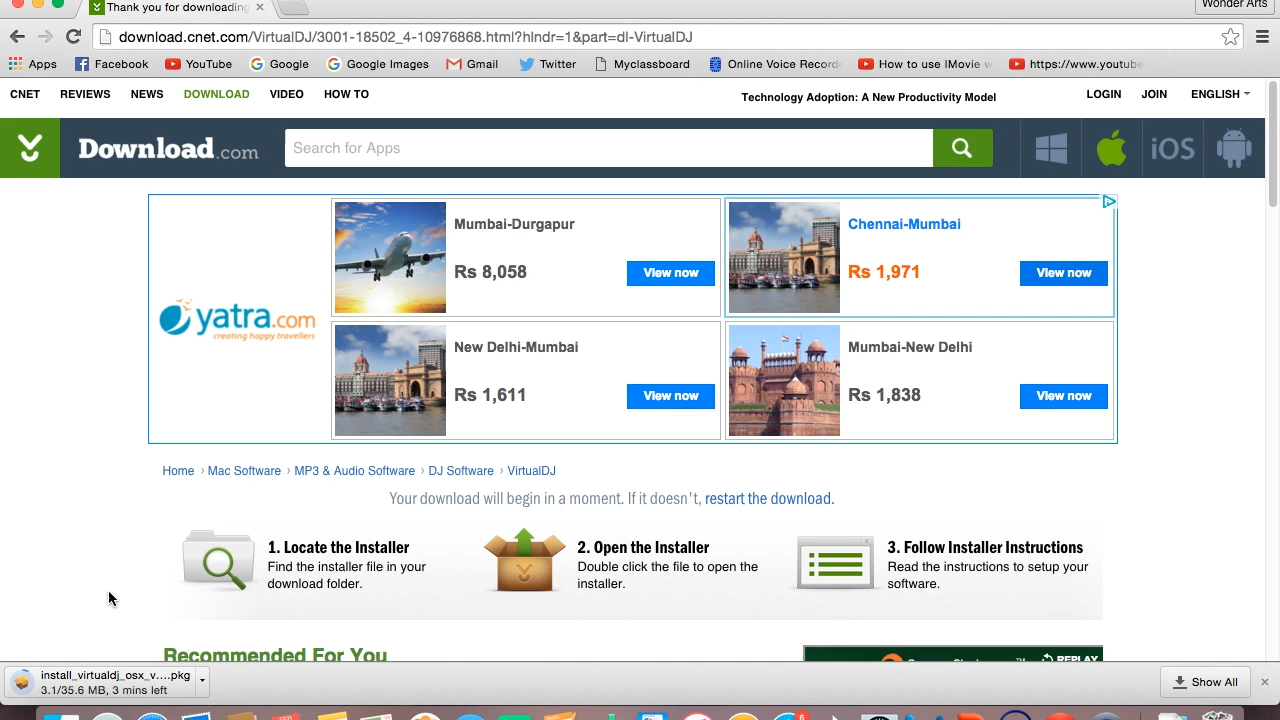 Wonder Arts
Thank you for downloading
download.cnet.com/VirtualDJ/3001-18502_4-10976868.html?hlndr=1&part=dl-VirtualDJ
Apps Facebook YouTube Google Google Images Gmail Twitter Myclassboard Online Voice Record How to use IMovie w https://www.youtube
CNET REVIEWS NEWS DOWNLOAD VIDEO HOW TO Technology Adoption: A New Productivity Model LOGIN JOIN ENGLISH
Download.com Search for Apps iOS
Mumbai-Durgapur
Rs 8,058 View now
Chennai-Mumbai
Rs 1,971 View now
yatra.com
creating happy travellers
New Delhi-Mumbai
Rs 1,611 View now
Mumbai-New Delhi
Rs 1,838 View now
Home › Mac Software › MP3 & Audio Software › DJ Software › VirtualDJ
Your download will begin in a moment. If it doesn't, restart the download.
1. Locate the Installer
Find the installer file in your
download folder.
2. Open the Installer
Double click the file to open the
installer.
3. Follow Installer Instructions
Read the instructions to setup your
software.
Recommended For You
REPLAY
install_virtualdj_osx_v....pkg
3.1/35.6 MB, 3 mins left
Show All